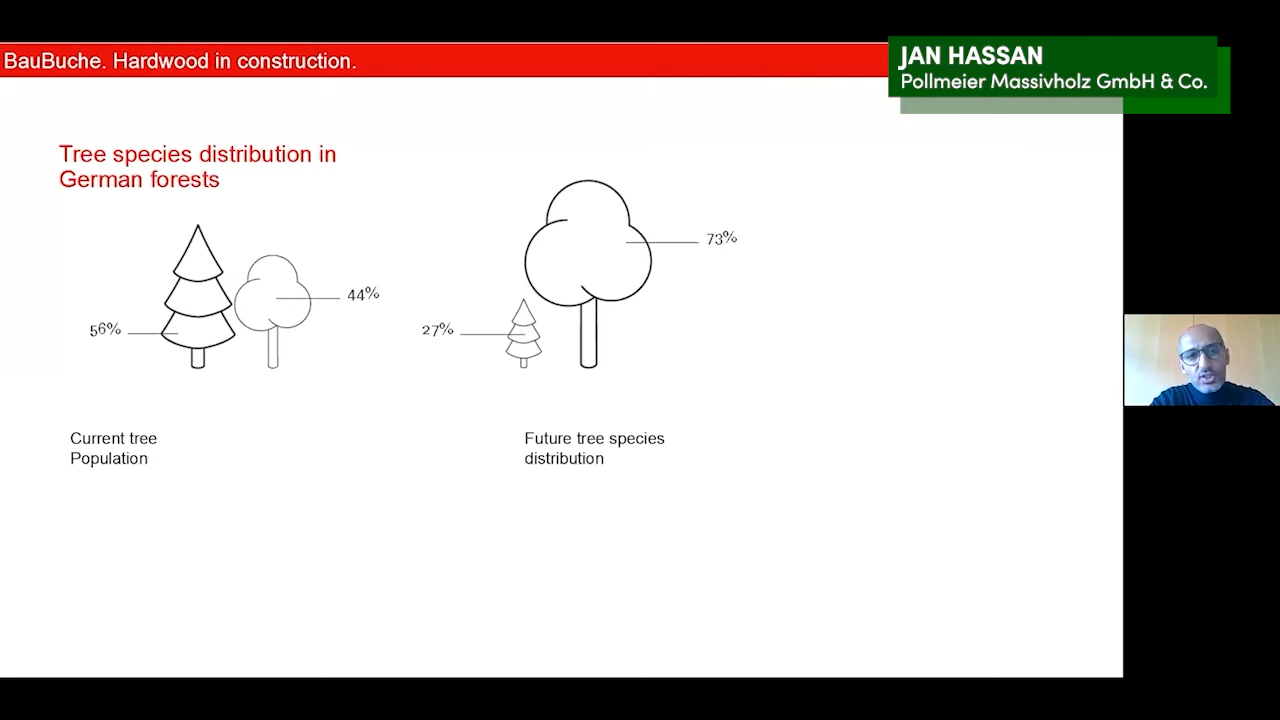 BauBuche. Hardwood in construction.
JAN HASSAN
Pollmeier Massivholz GmbH & Co.
Tree species distribution in
German forests
56%
44%
27%
73%
Current tree
Population
Future tree species
distribution